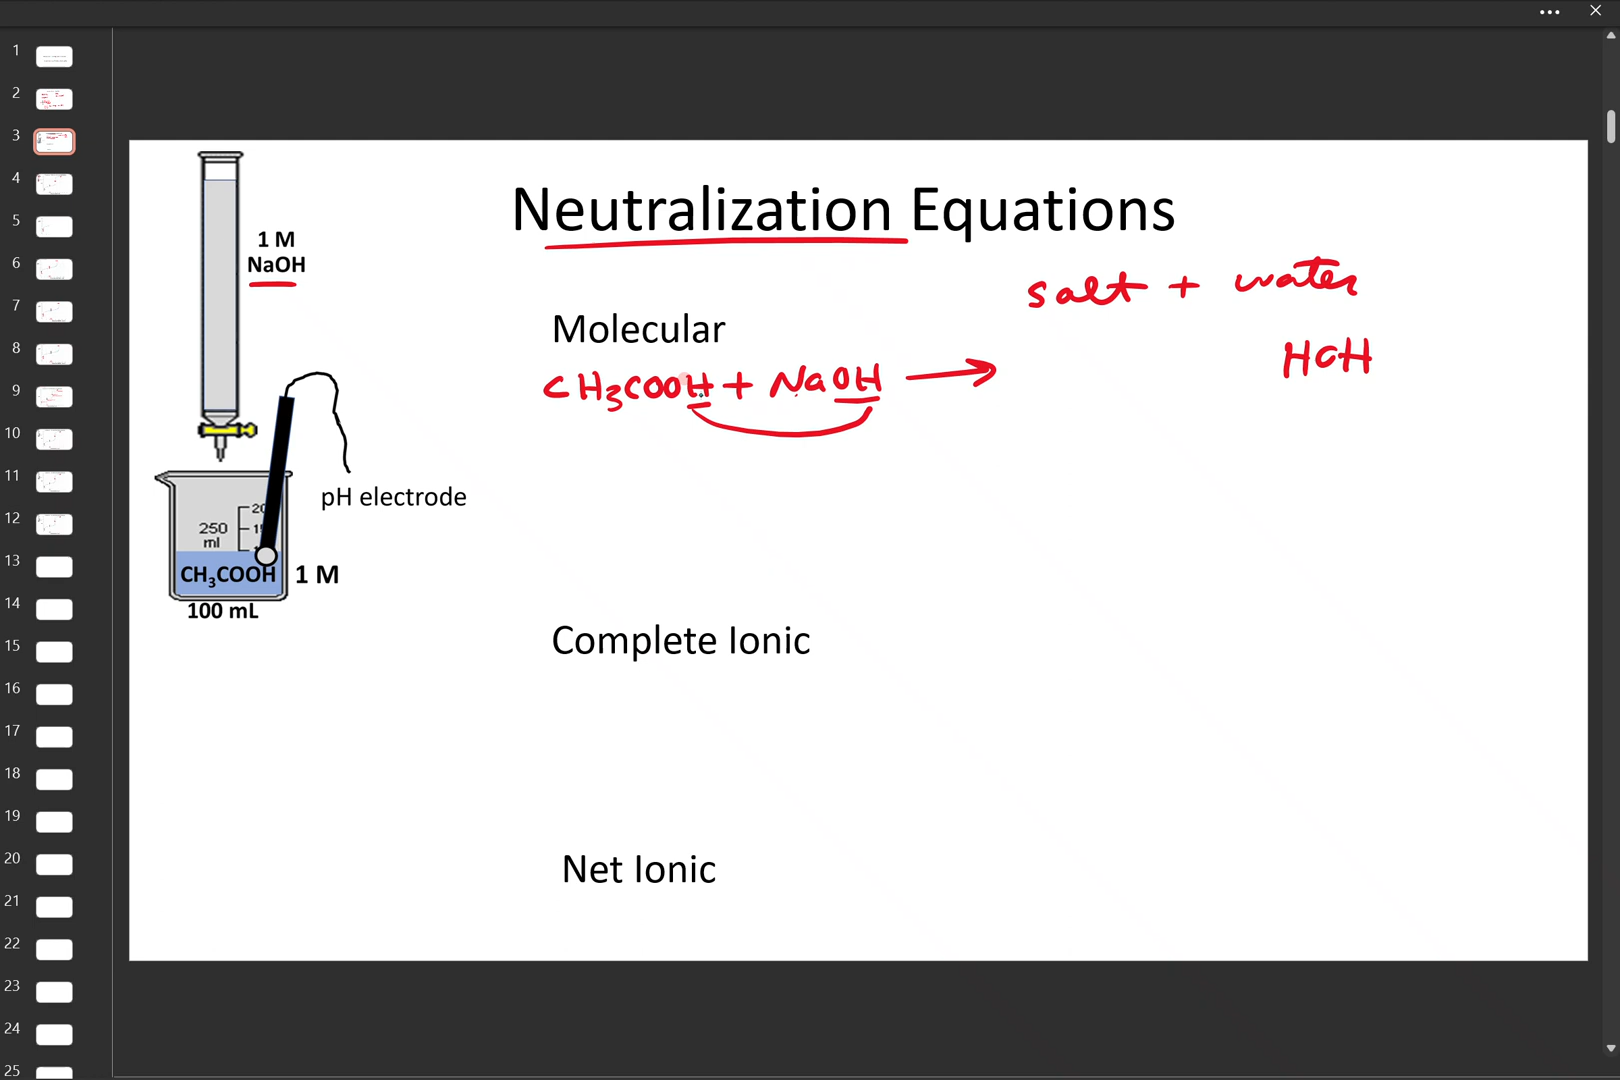 1
2
3
4
5
6
7
8
9
10
11
12
13
14
15
16
17
18
19
20
21
22
23
24
25
Neutralization Equations
1 M
NaOH
salt + water
Molecular
HOH
CH₃COOH + NaOH →
pH electrode
20
250
ml
15
CH₃COOH
1 M
100 mL
Complete Ionic
Net Ionic